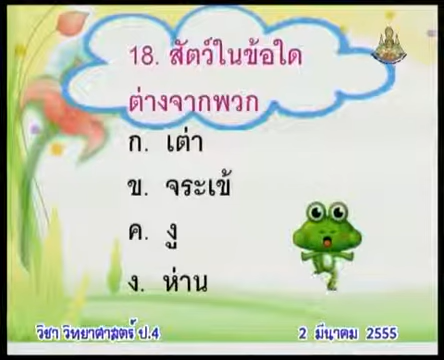 18. สัตว์ในข้อใด
ต่างจากพวก
ก. เต่า
ข. จระเข้
ค. งู
ง. ห่าน
วิชา วิทยาศาสตร์ ป.4
2 มีนาคม 2555